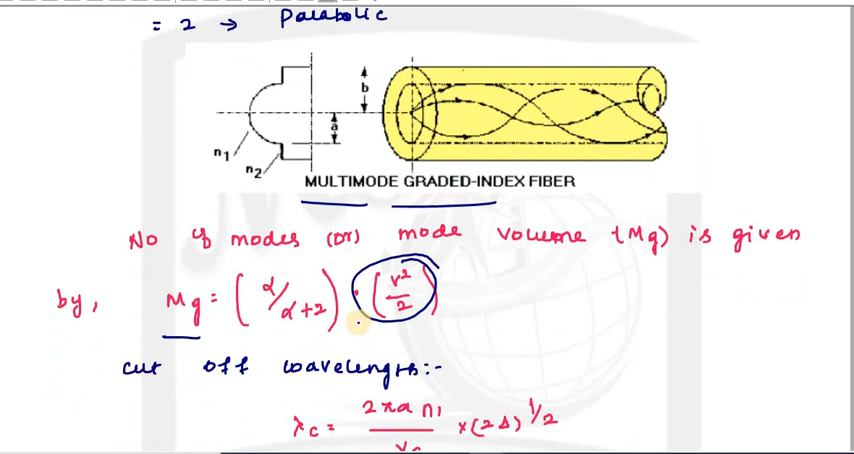 = 2 → Parabolic
b
a
n1
n2
MULTIMODE GRADED-INDEX FIBER
No of modes (or) mode volume (Mg) is given
by, Mg = (α/α+2) · (v²/2)
cut off wavelength:-
λc = 2πa n1 / Vc × (2Δ)^1/2